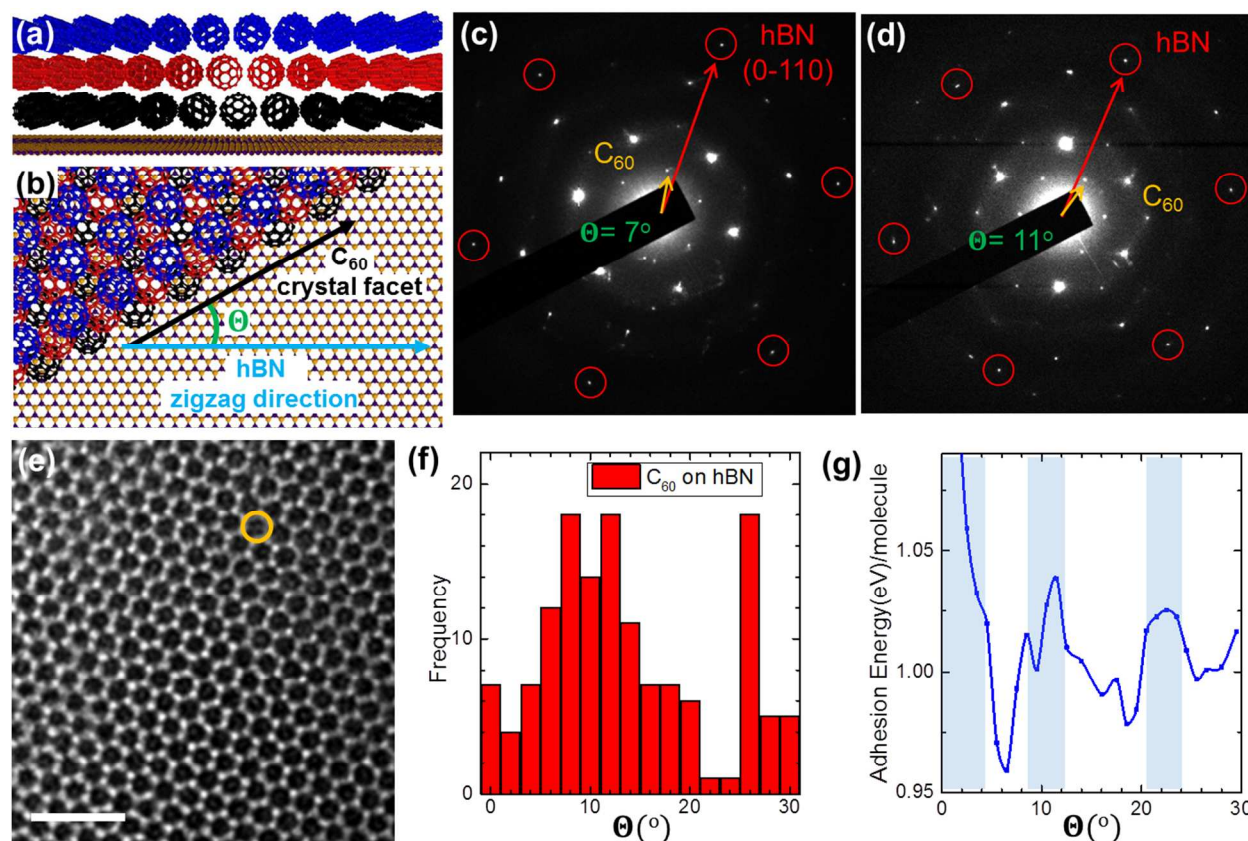 (a)
(b)
C60
crystal facet
Θ
hBN
zigzag direction
(c)
hBN
(0-110)
C60
Θ= 7°
(d)
hBN
C60
Θ= 11°
(e)
(f)
C60 on hBN
Frequency
20
10
0
0 10 20 30
Θ(°)
(g)
Adhesion Energy(eV)/molecule
1.05
1.00
0.95
0 10 20 30
Θ(°)